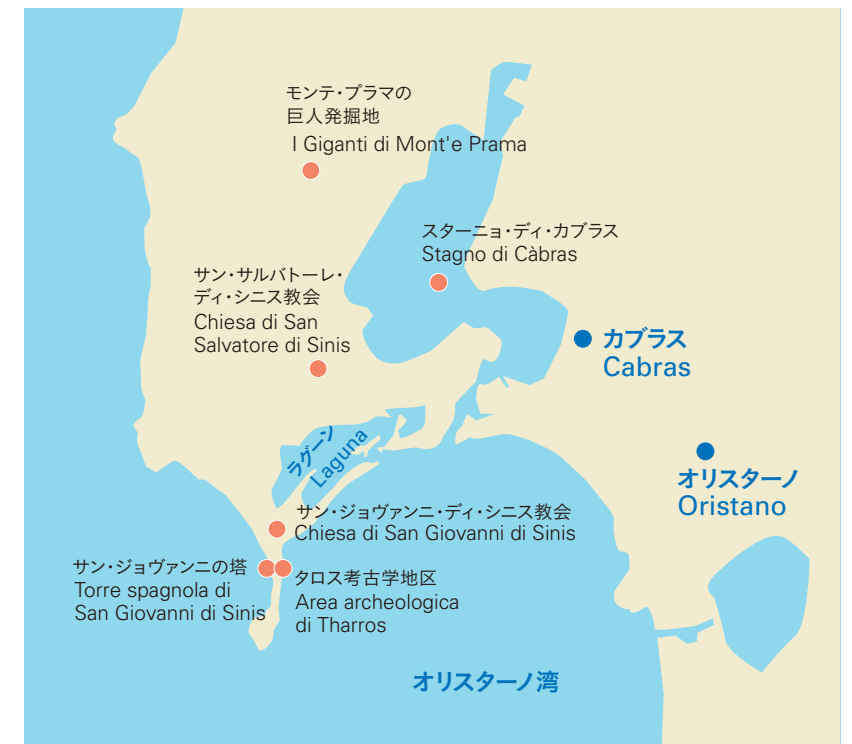 モンテ・プラマの
巨人発掘地
I Giganti di Mont'e Prama
スターニョ・ディ・カブラス
Stagno di Càbras
サン・サルバトーレ・
ディ・シニス教会
Chiesa di San
Salvatore di Sinis
カブラス
Cabras
ラグーン
Laguna
オリスターノ
Oristano
サン・ジョヴァンニ・ディ・シニス教会
Chiesa di San Giovanni di Sinis
サン・ジョヴァンニの塔
Torre spagnola di
San Giovanni di Sinis
タロス考古学地区
Area archeologica
di Tharros
オリスターノ湾